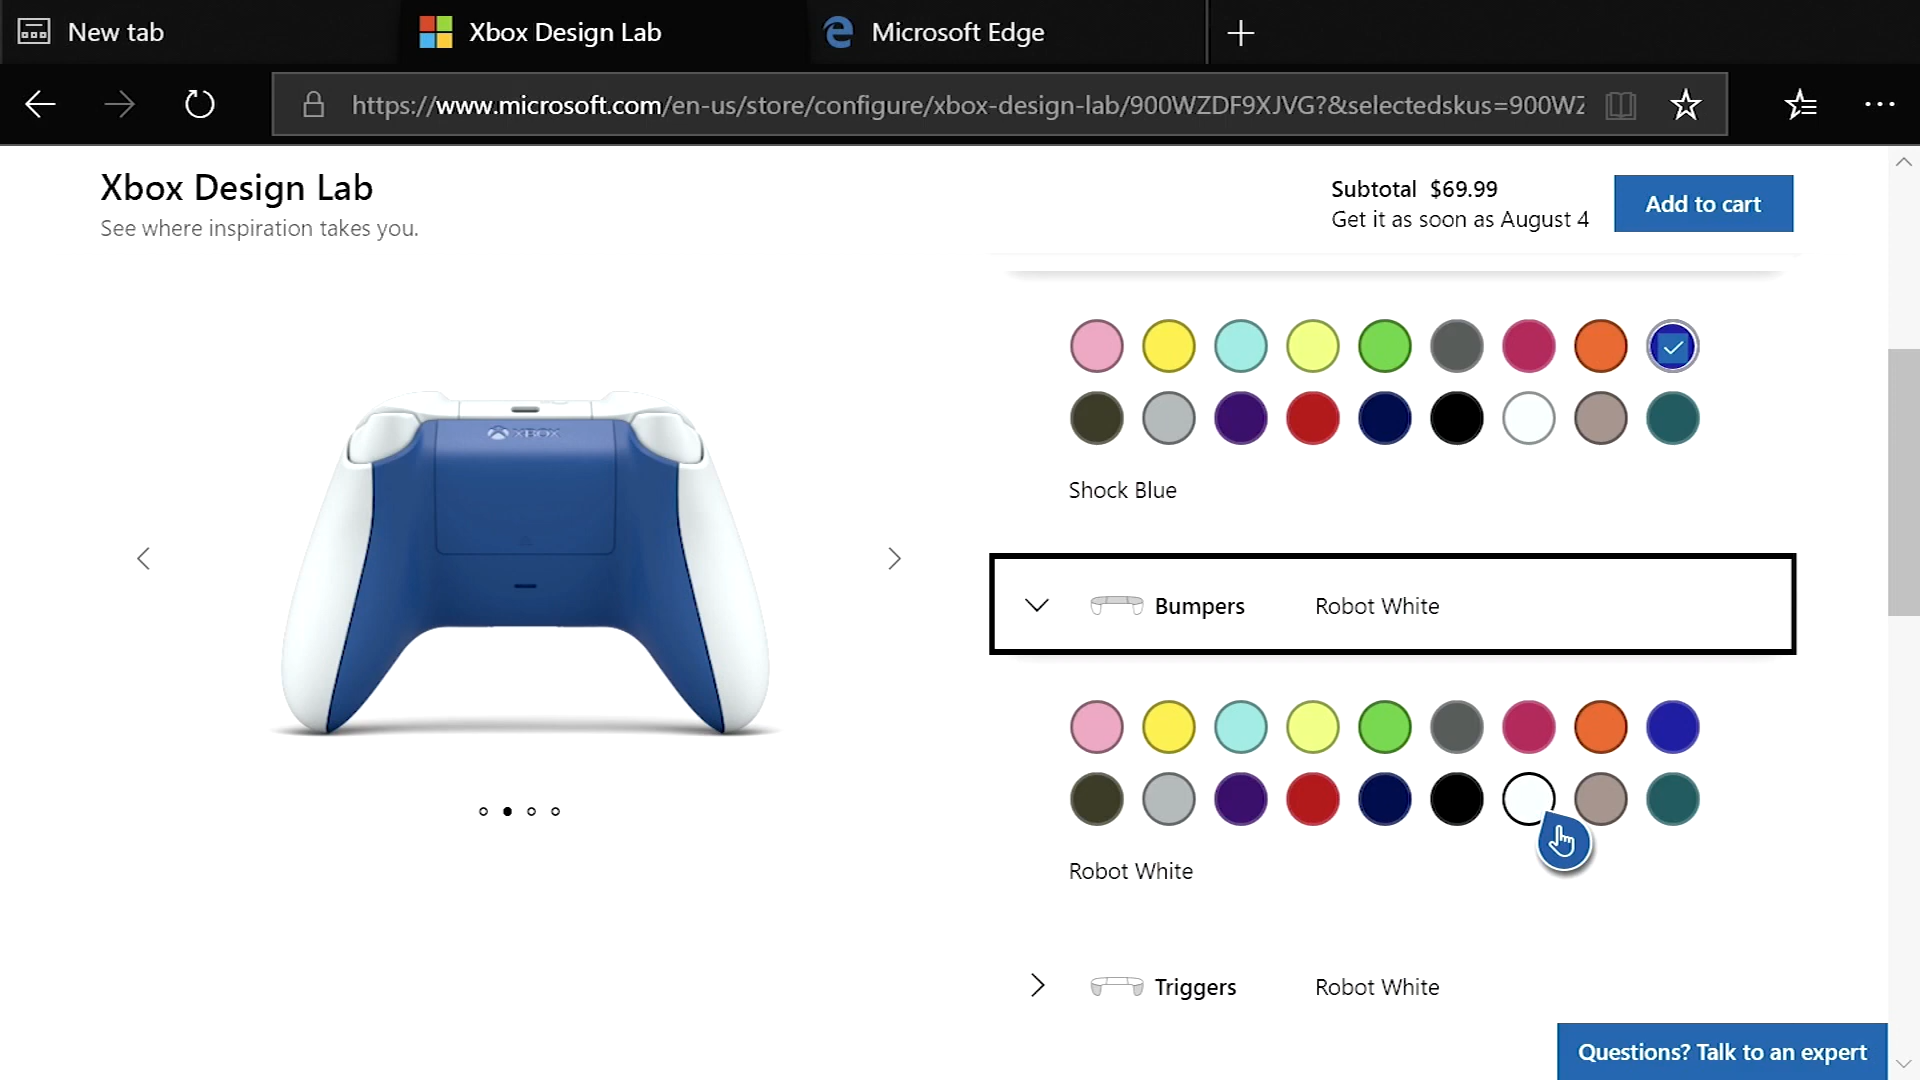 New tab
Xbox Design Lab
Microsoft Edge
https://www.microsoft.com/en-us/store/configure/xbox-design-lab/900WZDF9XJVG?&selectedskus=900WZ
Xbox Design Lab
See where inspiration takes you.
Subtotal $69.99
Get it as soon as August 4
Add to cart
XBOX
Shock Blue
Bumpers Robot White
Robot White
Triggers Robot White
Questions? Talk to an expert